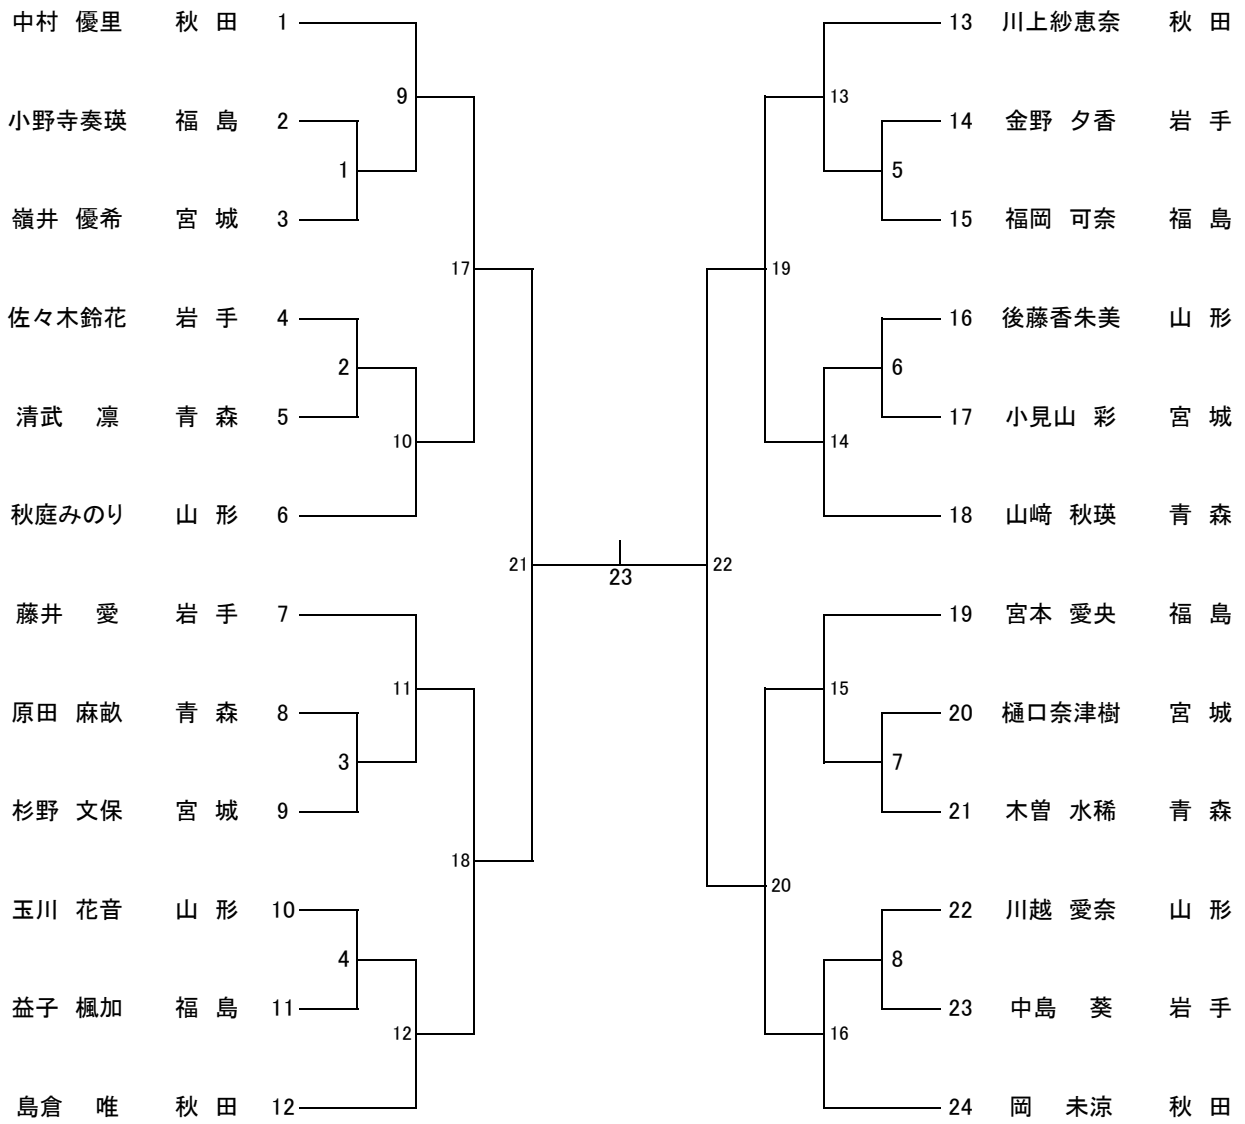 中村 優里 秋 田 1
9
小野寺奏瑛 福 島 2
1
嶺井 優希 宮 城 3
17
佐々木鈴花 岩 手 4
2
清武 凛 青 森 5
10
秋庭みのり 山 形 6
21
藤井 愛 岩 手 7
11
原田 麻畝 青 森 8
3
杉野 文保 宮 城 9
18
玉川 花音 山 形 10
4
益子 楓加 福 島 11
12
島倉 唯 秋 田 12
23
13 川上紗恵奈 秋 田
13
14 金野 夕香 岩 手
5
15 福岡 可奈 福 島
19
16 後藤香朱美 山 形
6
17 小見山 彩 宮 城
14
18 山﨑 秋瑛 青 森
22
19 宮本 愛央 福 島
15
20 樋口奈津樹 宮 城
7
21 木曽 水稀 青 森
20
22 川越 愛奈 山 形
8
23 中島 葵 岩 手
16
24 岡 未涼 秋 田